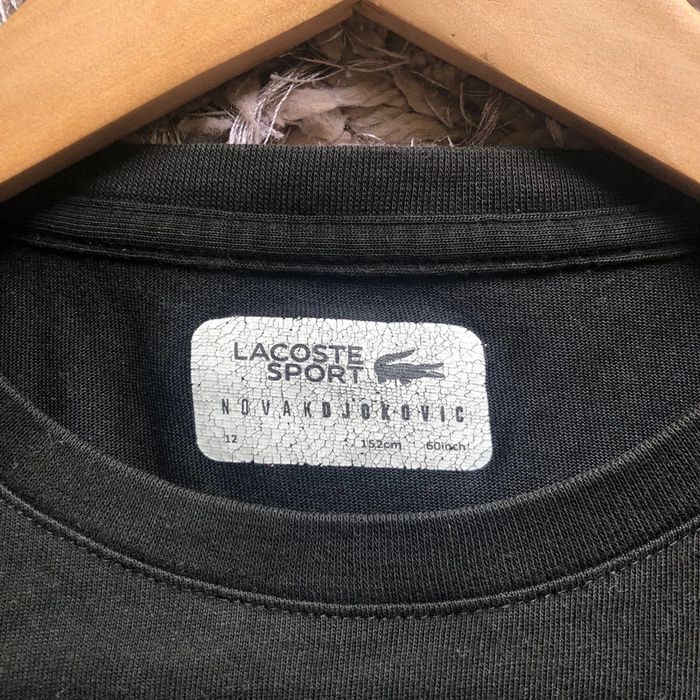 LACOSTE
SPORT
NOVAKDJOKOVIC
12 152cm 60inch